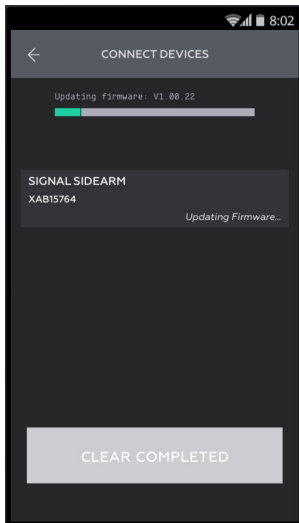 8:02
CONNECT DEVICES
Updating firmware: V1.00.22
SIGNAL SIDEARM
XAB15764
Updating Firmware...
CLEAR COMPLETED